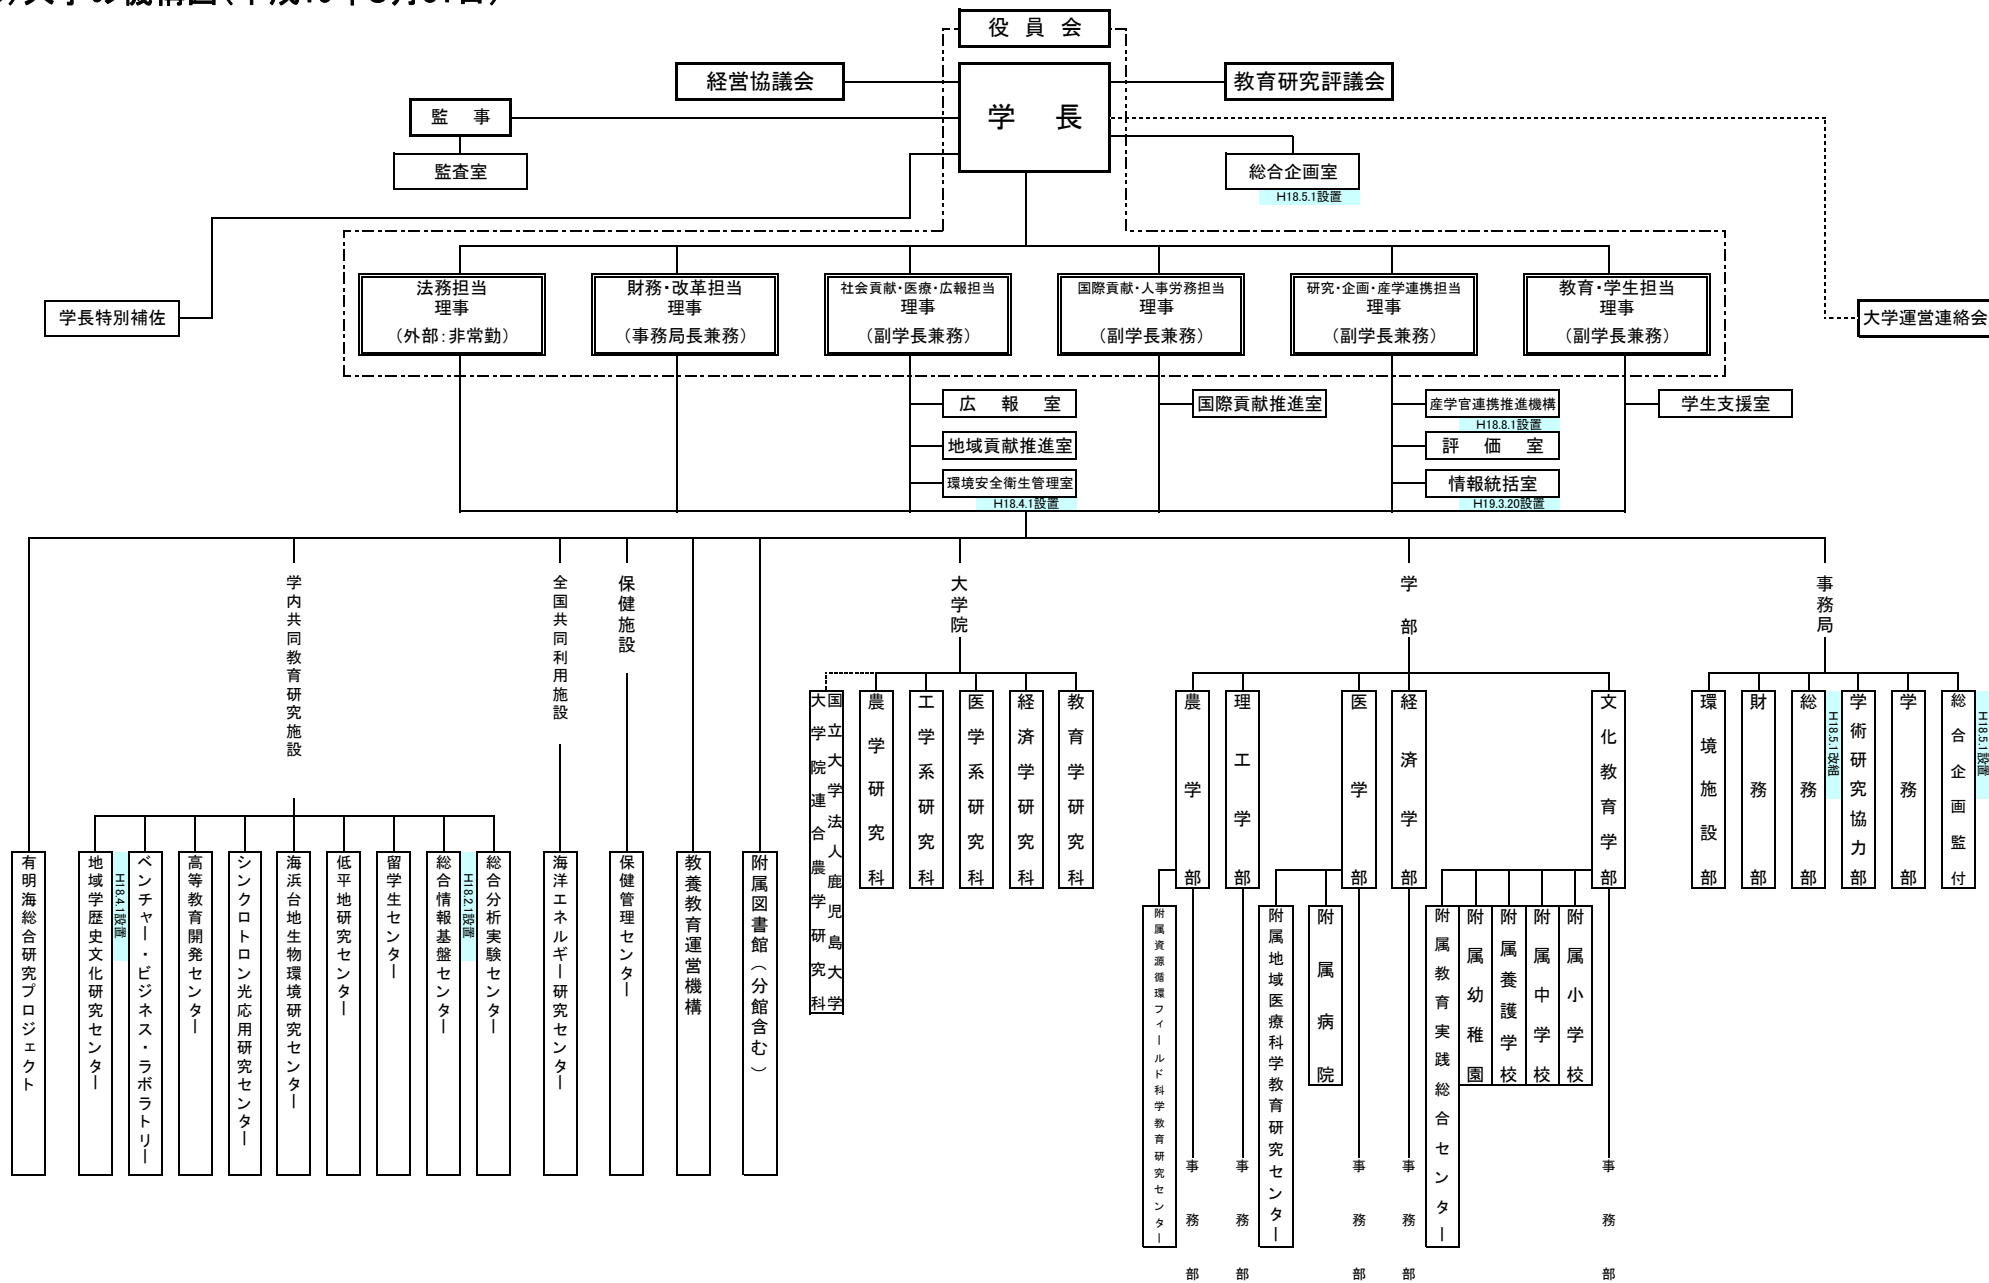 大学の機構図(平成19年3月31日)
役員会
経営協議会
学長
教育研究評議会
監事
監査室
総合企画室
H18.5.1設置
学長特別補佐
大学運営連絡会
法務担当
理事
(外部:非常勤)
財務・改革担当
理事
(事務局長兼務)
社会貢献・医療・広報担当
理事
(副学長兼務)
国際貢献・人事労務担当
理事
(副学長兼務)
研究・企画・産学連携担当
理事
(副学長兼務)
教育・学生担当
理事
(副学長兼務)
広報室
地域貢献推進室
環境安全衛生管理室
H18.4.1設置
国際貢献推進室
産学官連携推進機構
H18.8.1設置
評価室
情報統括室
H19.3.20設置
学生支援室
学内共同教育研究施設
全国共同利用施設
保健施設
大学院
学部
事務局
有明海総合研究プロジェクト
地域学歴史文化研究センター
H18.4.1設置
ベンチャー・ビジネス・ラボラトリー
高等教育開発センター
シンクロトロン光応用研究センター
海浜台地生物環境研究センター
低平地研究センター
留学生センター
総合情報基盤センター
H18.2.1設置
総合分析実験センター
海洋エネルギー研究センター
保健管理センター
教養教育運営機構
附属図書館(分館含む)
国立大学法人鹿児島大学
大学院連合農学研究科
農学研究科
工学系研究科
医学系研究科
経済学研究科
教育学研究科
農学部
理工学部
医学部
経済学部
文化教育学部
附属資源循環フィールド科学教育研究センター
事務部
事務部
附属地域医療科学教育研究センター
附属病院
事務部
事務部
附属教育実践総合センター
附属幼稚園
附属養護学校
附属中学校
附属小学校
事務部
環境施設部
財務部
総務部
H18.5.1改組
学術研究協力部
学務部
総合企画監付
H18.5.1設置